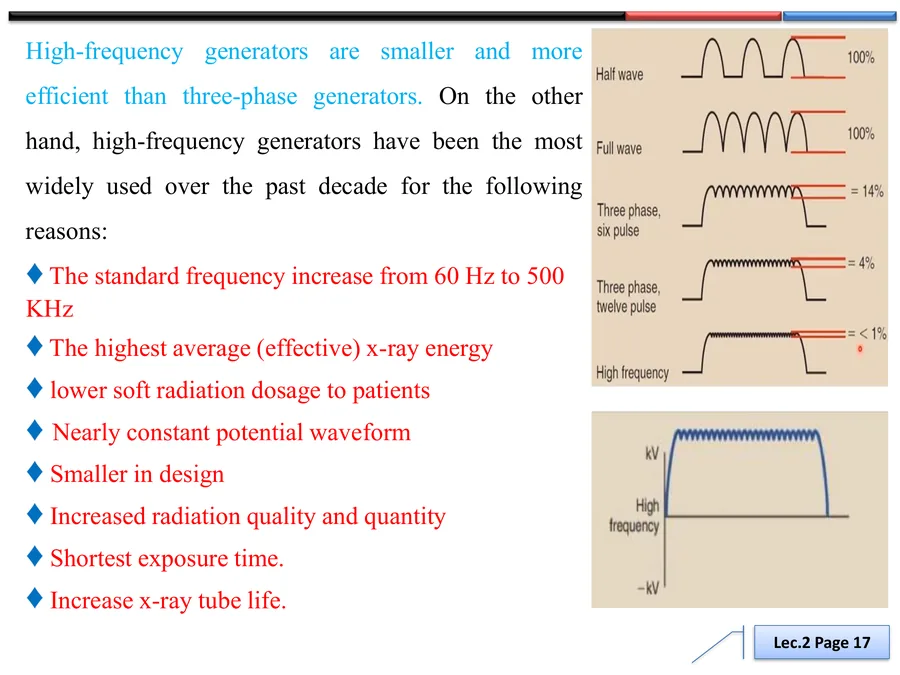 High-frequency generators are smaller and more
efficient than three-phase generators. On the other
hand, high-frequency generators have been the most
widely used over the past decade for the following
reasons:
♦ The standard frequency increase from 60 Hz to 500
KHz
♦ The highest average (effective) x-ray energy
♦ lower soft radiation dosage to patients
♦ Nearly constant potential waveform
♦ Smaller in design
♦ Increased radiation quality and quantity
♦ Shortest exposure time.
♦ Increase x-ray tube life.
Half wave
100%
Full wave
100%
Three phase,
six pulse
= 14%
Three phase,
twelve pulse
= 4%
High frequency
= < 1%
kV
High
frequency
−kV
Lec.2 Page 17